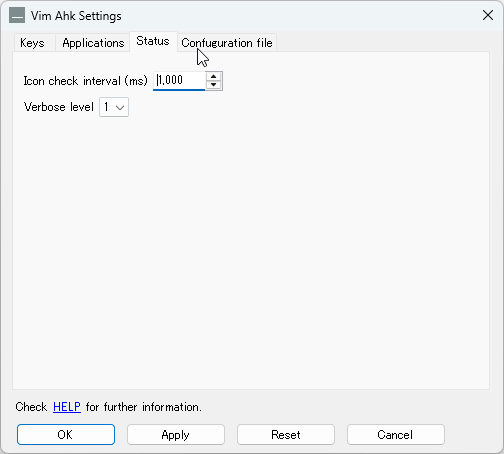 Vim Ahk Settings
Keys Applications Status Confuguration file
Icon check interval (ms) 1,000
Verbose level 1
Check HELP for further information.
OK Apply Reset Cancel